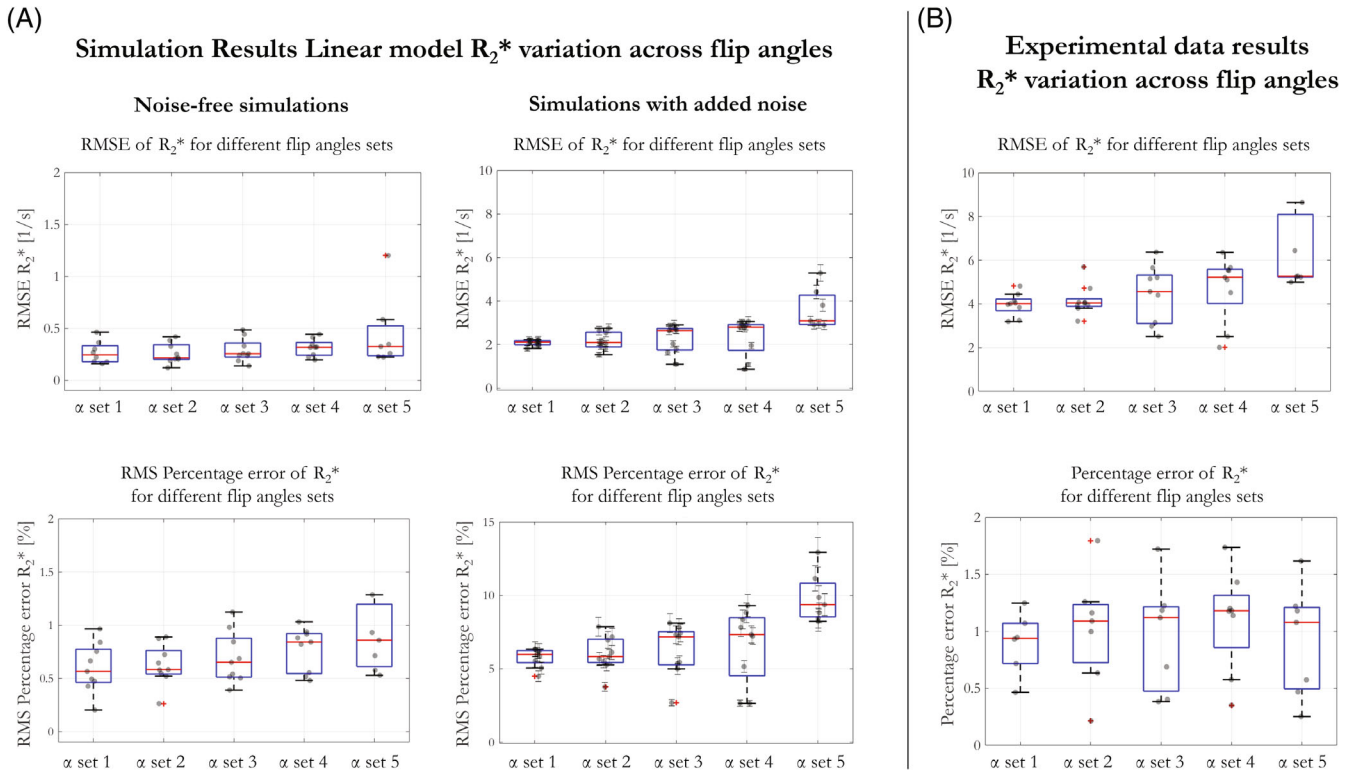 (A)
Simulation Results Linear model R₂* variation across flip angles
Noise-free simulations
RMSE of R₂* for different flip angles sets
RMSE R₂* [1/s]
2
1.5
1
0.5
0
α set 1 α set 2 α set 3 α set 4 α set 5
Simulations with added noise
RMSE of R₂* for different flip angles sets
RMSE R₂* [1/s]
10
8
6
4
2
0
α set 1 α set 2 α set 3 α set 4 α set 5
RMS Percentage error of R₂*
for different flip angles sets
RMS Percentage error R₂* [%]
2
1.5
1
0.5
0
α set 1 α set 2 α set 3 α set 4 α set 5
RMS Percentage error of R₂*
for different flip angles sets
RMS Percentage error R₂* [%]
15
10
5
0
α set 1 α set 2 α set 3 α set 4 α set 5
(B)
Experimental data results
R₂* variation across flip angles
RMSE of R₂* for different flip angles sets
RMSE R₂* [1/s]
10
8
6
4
2
0
α set 1 α set 2 α set 3 α set 4 α set 5
Percentage error of R₂*
for different flip angles sets
Percentage error R₂* [%]
2
1.5
1
0.5
0
α set 1 α set 2 α set 3 α set 4 α set 5